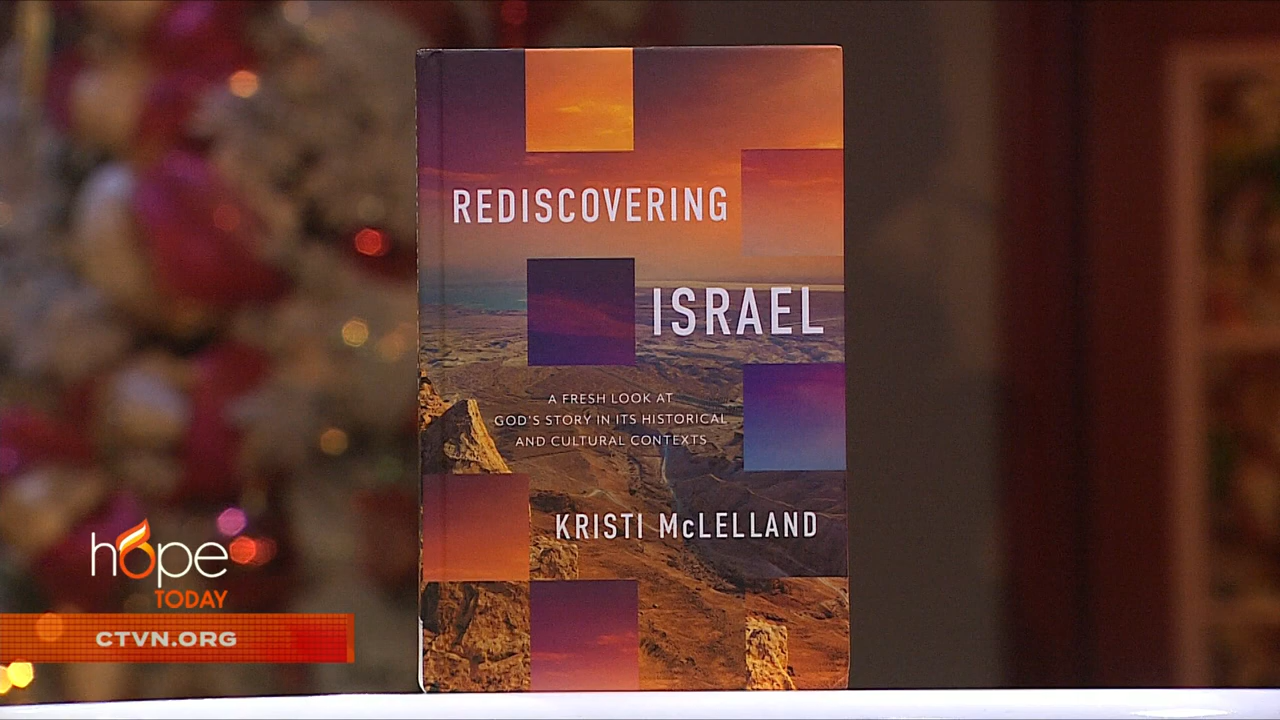 REDISCOVERING
ISRAEL
A FRESH LOOK AT
GOD'S STORY IN ITS HISTORICAL
AND CULTURAL CONTEXTS
KRISTI McLELLAND
hope
TODAY
CTVN.ORG